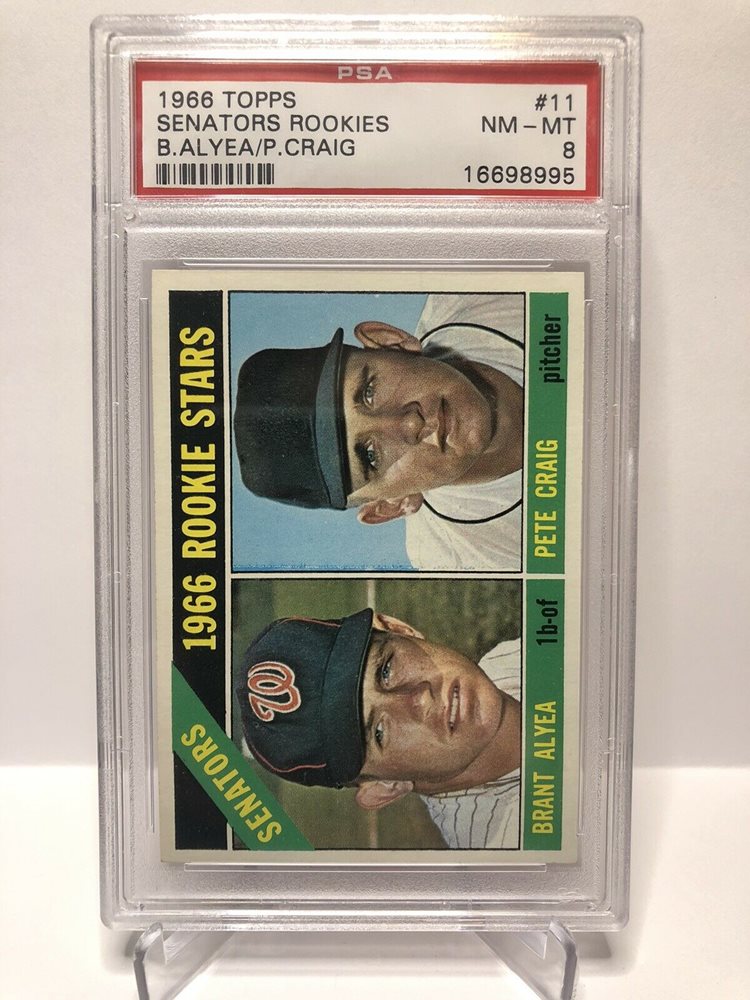 PSA
1966 TOPPS #11
SENATORS ROOKIES NM - MT
B.ALYEA/P.CRAIG 8
16698995
1966 ROOKIE STARS
SENATORS
W
BRANT ALYEA 1b-of
PETE CRAIG pitcher